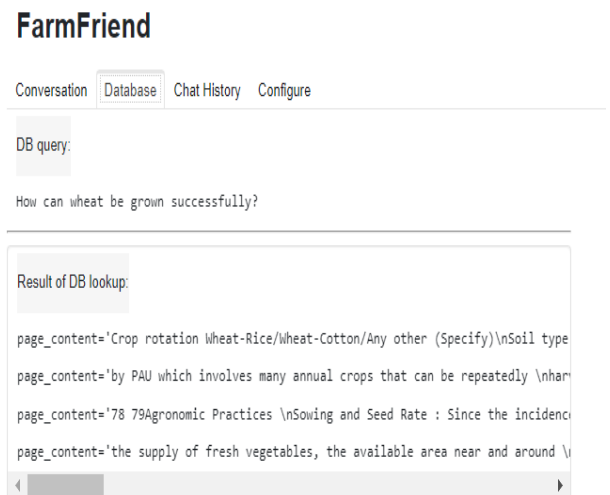 FarmFriend
Conversation Database Chat History Configure
DB query:
How can wheat be grown successfully?
Result of DB lookup:
page_content='Crop rotation Wheat-Rice/Wheat-Cotton/Any other (Specify)\nSoil type
page_content='by PAU which involves many annual crops that can be repeatedly \nhar
page_content='78 79Agronomic Practices \nSowing and Seed Rate : Since the incidenc
page_content='the supply of fresh vegetables, the available area near and around \